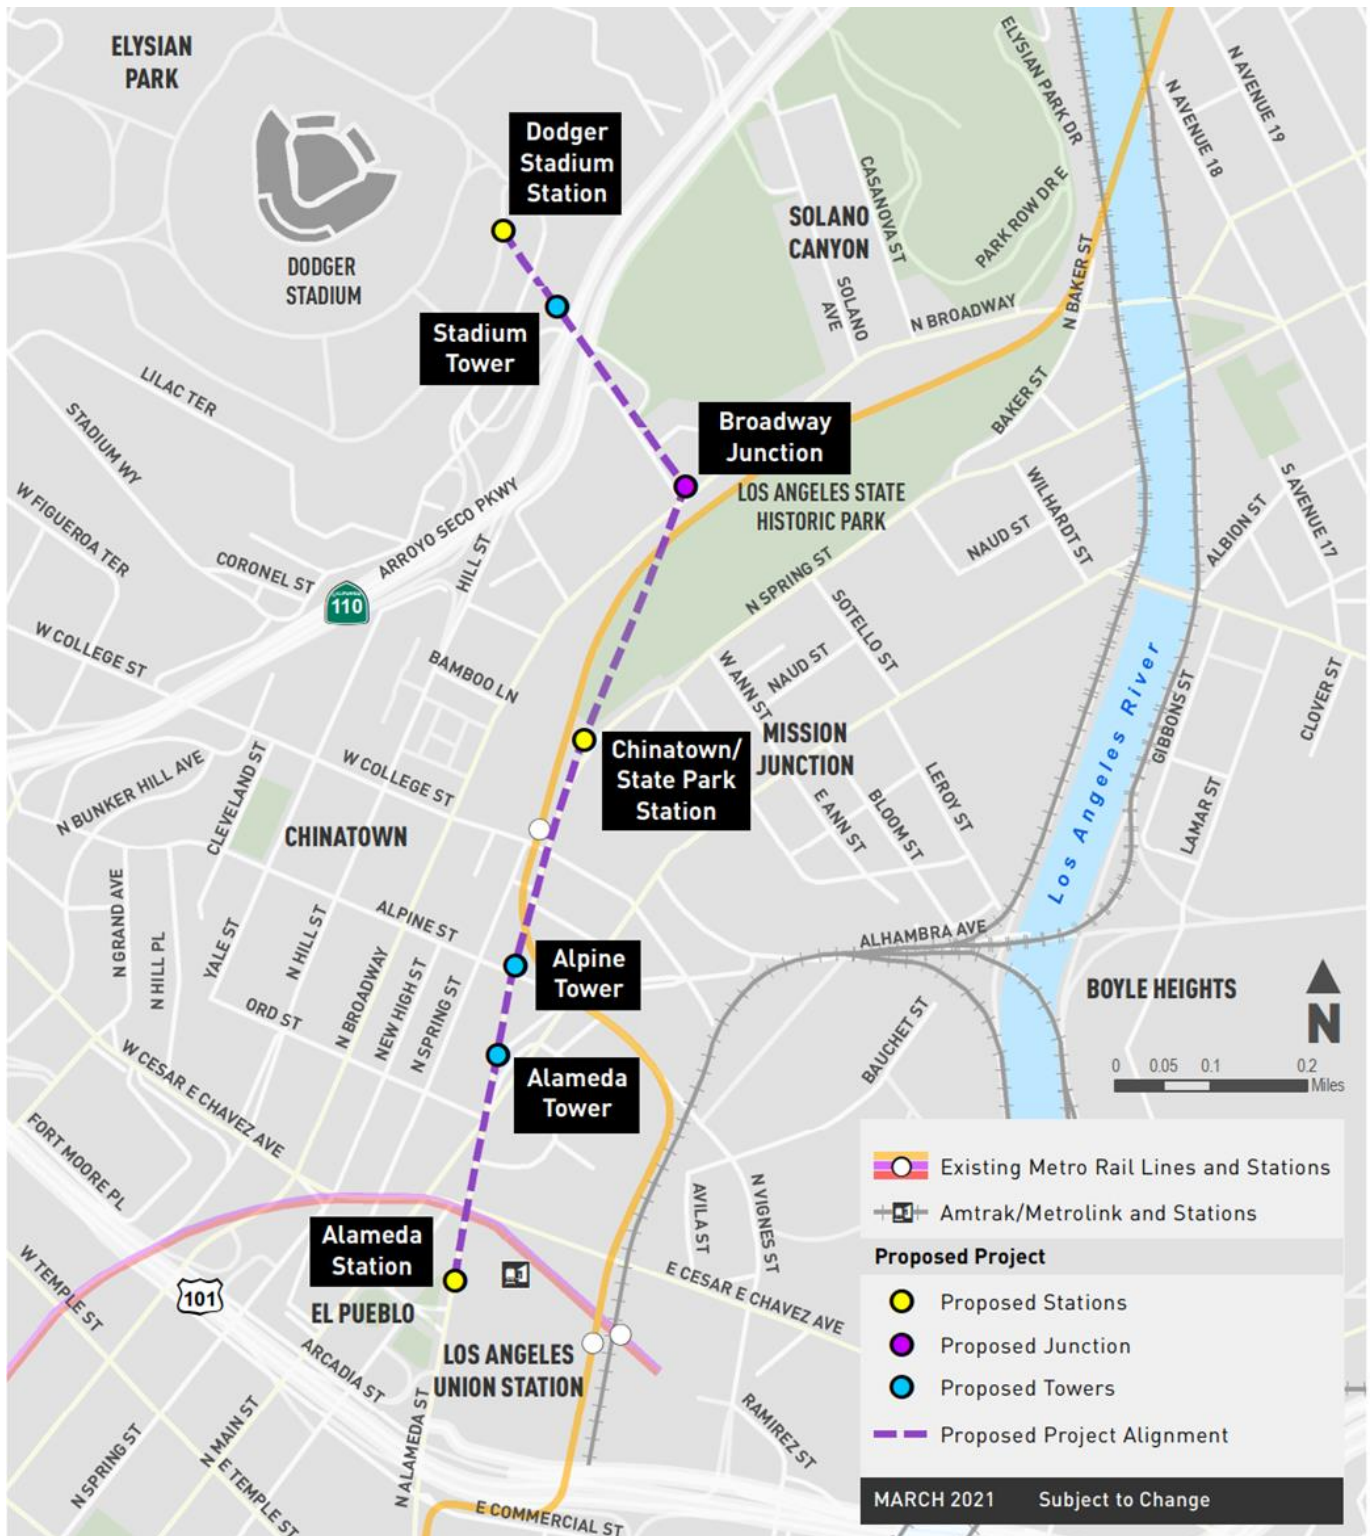 ELYSIAN
PARK
Dodger
Stadium
Station
DODGER
STADIUM
Stadium
Tower
ELYSIAN PARK DR
N AVENUE 19
N AVENUE 18
CASANOVA ST
PARK ROW DR E
SOLANO
CANYON
SOLANO
AVE
N BROADWAY
N BAKER ST
BAKER ST
LILAC TER
STADIUM WY
W FIGUEROA TER
Broadway
Junction
LOS ANGELES STATE
HISTORIC PARK
ARROYO SECO PKWY
HILL ST
CORONEL ST
CALIFORNIA
110
W COLLEGE ST
BAMBOO LN
N SPRING ST
NAUD ST
WILHARDT ST
ALBION ST
S AVENUE 17
SOTELLO ST
NAUD ST
W ANN ST
MISSION
JUNCTION
Chinatown/
State Park
Station
Los Angeles River
GIBBONS ST
CLOVER ST
LAMAR ST
LEROY ST
BLOOM ST
E ANN ST
N BUNKER HILL AVE
CLEVELAND ST
W COLLEGE ST
CHINATOWN
N GRAND AVE
N HILL PL
YALE ST
N HILL ST
ALPINE ST
ORD ST
N BROADWAY
NEW HIGH ST
N SPRING ST
Alpine
Tower
ALHAMBRA AVE
BOYLE HEIGHTS
BAUCHET ST
N
0 0.05 0.1 0.2
Miles
Alameda
Tower
W CESAR E CHAVEZ AVE
FORT MOORE PL
Alameda
Station
AVILA ST
N VIGNES ST
E CESAR E CHAVEZ AVE
W TEMPLE ST
101
EL PUEBLO
LOS ANGELES
UNION STATION
ARCADIA ST
N ALAMEDA ST
N MAIN ST
N SPRING ST
E TEMPLE ST
E COMMERCIAL ST
RAMIREZ ST
Existing Metro Rail Lines and Stations
Amtrak/Metrolink and Stations
Proposed Project
Proposed Stations
Proposed Junction
Proposed Towers
Proposed Project Alignment
MARCH 2021 Subject to Change